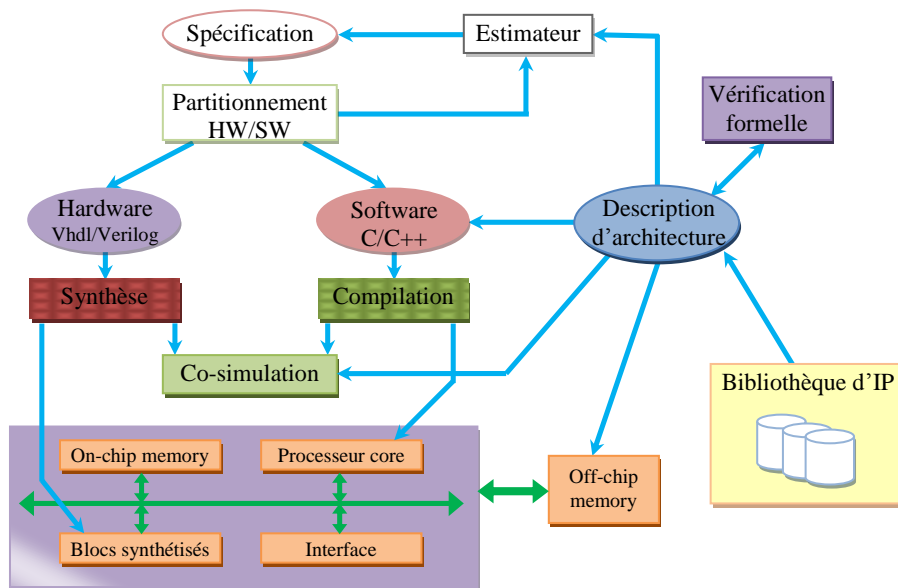 Spécification
Estimateur
Partitionnement
HW/SW
Vérification
formelle
Hardware
Vhdl/Verilog
Software
C/C++
Description
d’architecture
Synthèse
Compilation
Co-simulation
Bibliothèque d’IP
On-chip memory
Processeur core
Off-chip
memory
Blocs synthétisés
Interface